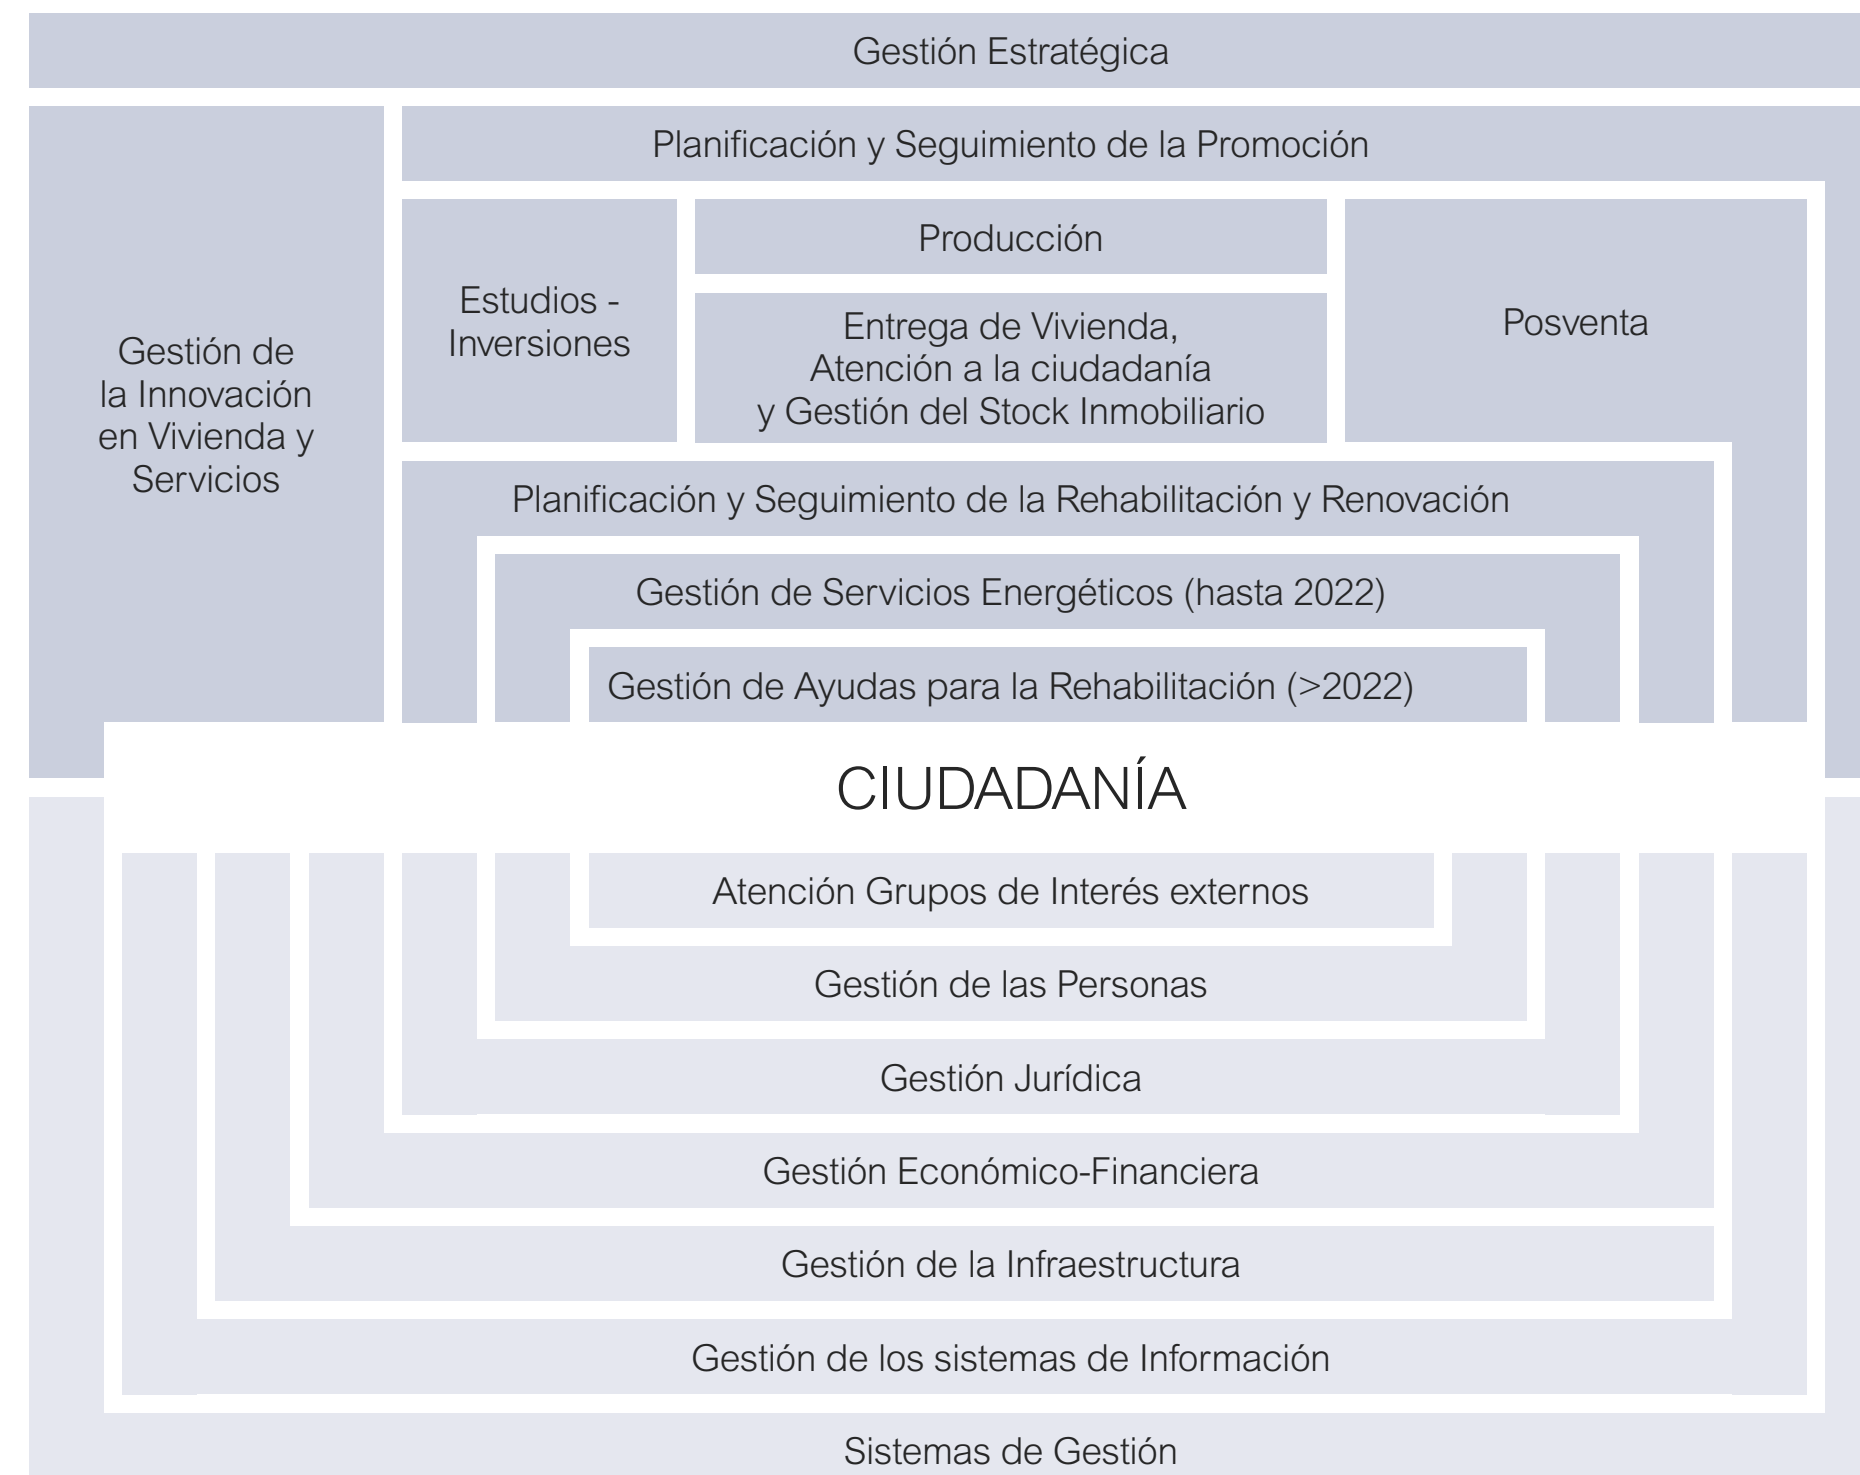 Gestión Estratégica
Planificación y Seguimiento de la Promoción
Gestión de
la Innovación
en Vivienda y
Servicios
Estudios -
Inversiones
Producción
Entrega de Vivienda,
Atención a la ciudadanía
y Gestión del Stock Inmobiliario
Posventa
Planificación y Seguimiento de la Rehabilitación y Renovación
Gestión de Servicios Energéticos (hasta 2022)
Gestión de Ayudas para la Rehabilitación (>2022)
CIUDADANÍA
Atención Grupos de Interés externos
Gestión de las Personas
Gestión Jurídica
Gestión Económico-Financiera
Gestión de la Infraestructura
Gestión de los sistemas de Información
Sistemas de Gestión